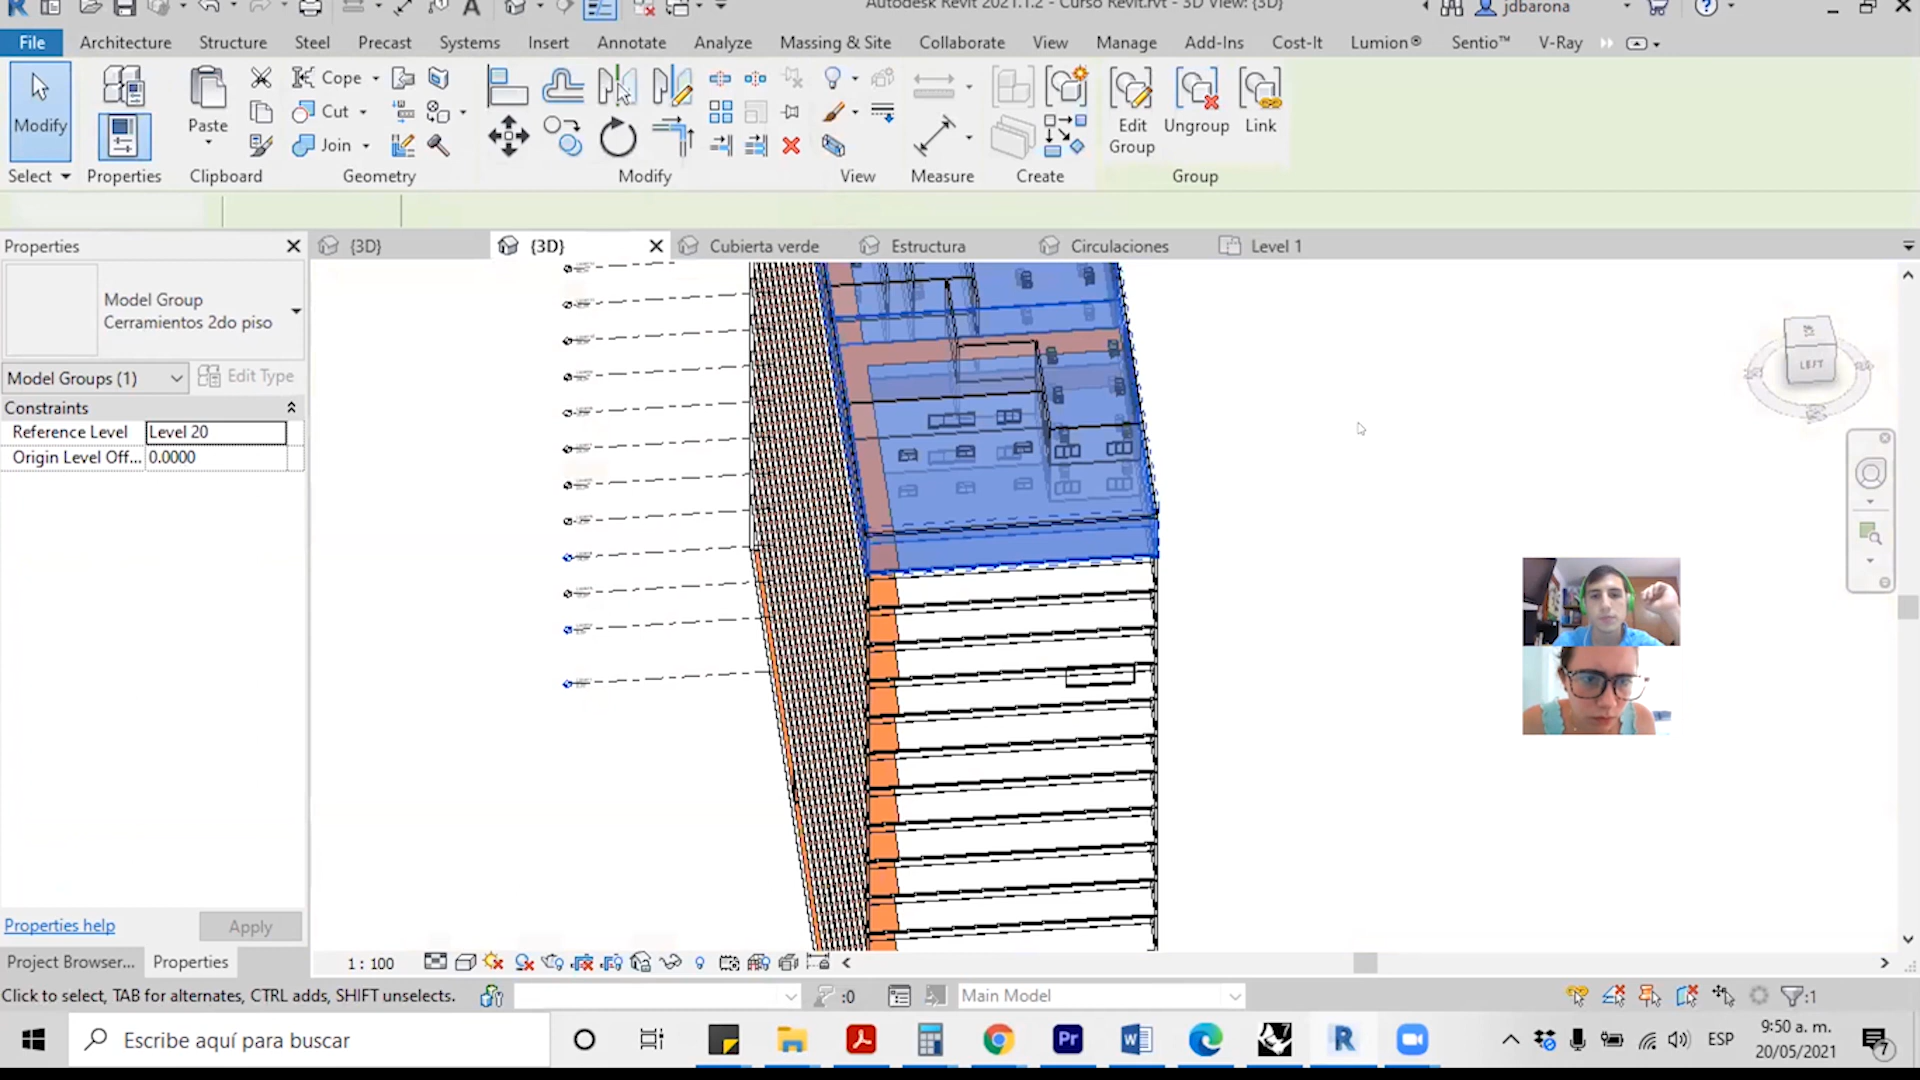 Autodesk Revit 2021.1.2 - Curso Revit.rvt - 3D View: {3D}
jdbarona
File Architecture Structure Steel Precast Systems Insert Annotate Analyze Massing & Site Collaborate View Manage Add-Ins Cost-It Lumion® Sentio™ V-Ray
Modify
Paste
Cope
Cut
Join
Edit Group
Ungroup
Link
Select Properties Clipboard Geometry Modify View Measure Create Group
Properties
{3D} {3D} Cubierta verde Estructura Circulaciones Level 1
Model Group
Cerramientos 2do piso
Model Groups (1) Edit Type
Constraints
Reference Level Level 20
Origin Level Off... 0.0000
LEFT
Properties help Apply
Project Browser... Properties
1 : 100
Click to select, TAB for alternates, CTRL adds, SHIFT unselects.
:0
Main Model
:1
Escribe aquí para buscar
Pr
ESP
9:50 a. m.
20/05/2021
7